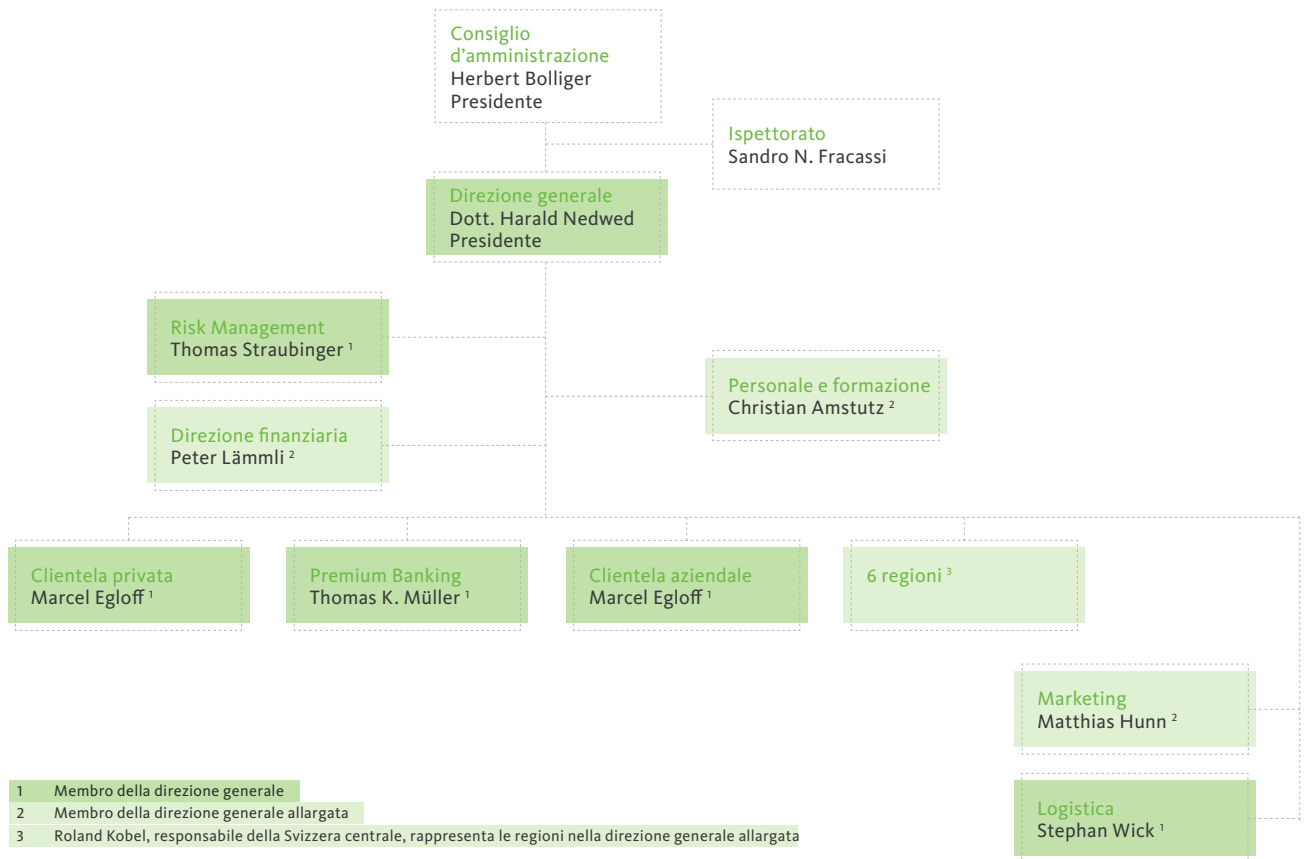 Consiglio
d'amministrazione
Herbert Bolliger
Presidente
Ispettorato
Sandro N. Fracassi
Direzione generale
Dott. Harald Nedwed
Presidente
Risk Management
Thomas Straubinger 1
Personale e formazione
Christian Amstutz 2
Direzione finanziaria
Peter Lämmli 2
Clientela privata
Marcel Egloff 1
Premium Banking
Thomas K. Müller 1
Clientela aziendale
Marcel Egloff 1
6 regioni 3
Marketing
Matthias Hunn 2
Logistica
Stephan Wick 1
1 Membro della direzione generale
2 Membro della direzione generale allargata
3 Roland Kobel, responsabile della Svizzera centrale, rappresenta le regioni nella direzione generale allargata